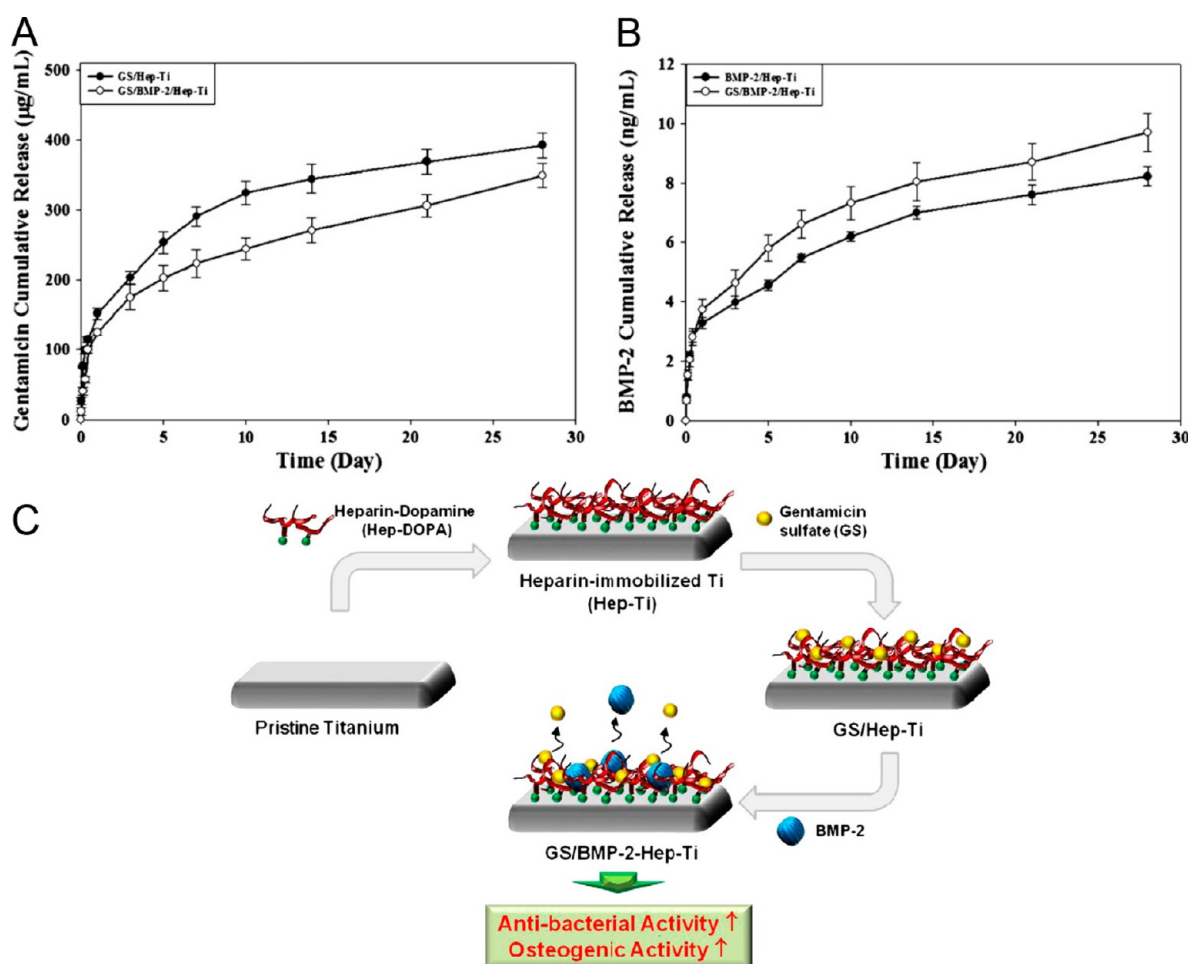 A
Gentamicin Cumulative Release (µg/mL)
500
400
300
200
100
0
GS/Hep-Ti
GS/BMP-2/Hep-Ti
0 5 10 15 20 25 30
Time (Day)
B
BMP-2 Cumulative Release (ng/mL)
12
10
8
6
4
2
0
BMP-2/Hep-Ti
GS/BMP-2/Hep-Ti
0 5 10 15 20 25 30
Time (Day)
C
Heparin-Dopamine
(Hep-DOPA)
Heparin-immobilized Ti
(Hep-Ti)
Gentamicin
sulfate (GS)
Pristine Titanium
GS/Hep-Ti
BMP-2
GS/BMP-2-Hep-Ti
Anti-bacterial Activity ↑
Osteogenic Activity ↑